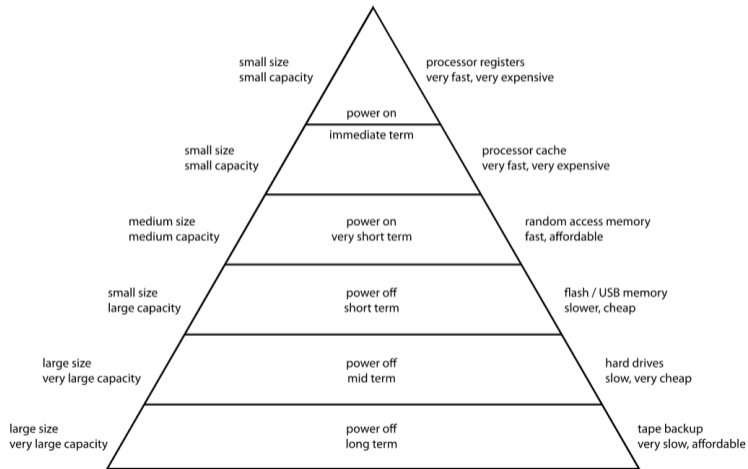 small size
small capacity
processor registers
very fast, very expensive
power on
immediate term
small size
small capacity
processor cache
very fast, very expensive
medium size
medium capacity
power on
very short term
random access memory
fast, affordable
small size
large capacity
power off
short term
flash / USB memory
slower, cheap
large size
very large capacity
power off
mid term
hard drives
slow, very cheap
large size
very large capacity
power off
long term
tape backup
very slow, affordable